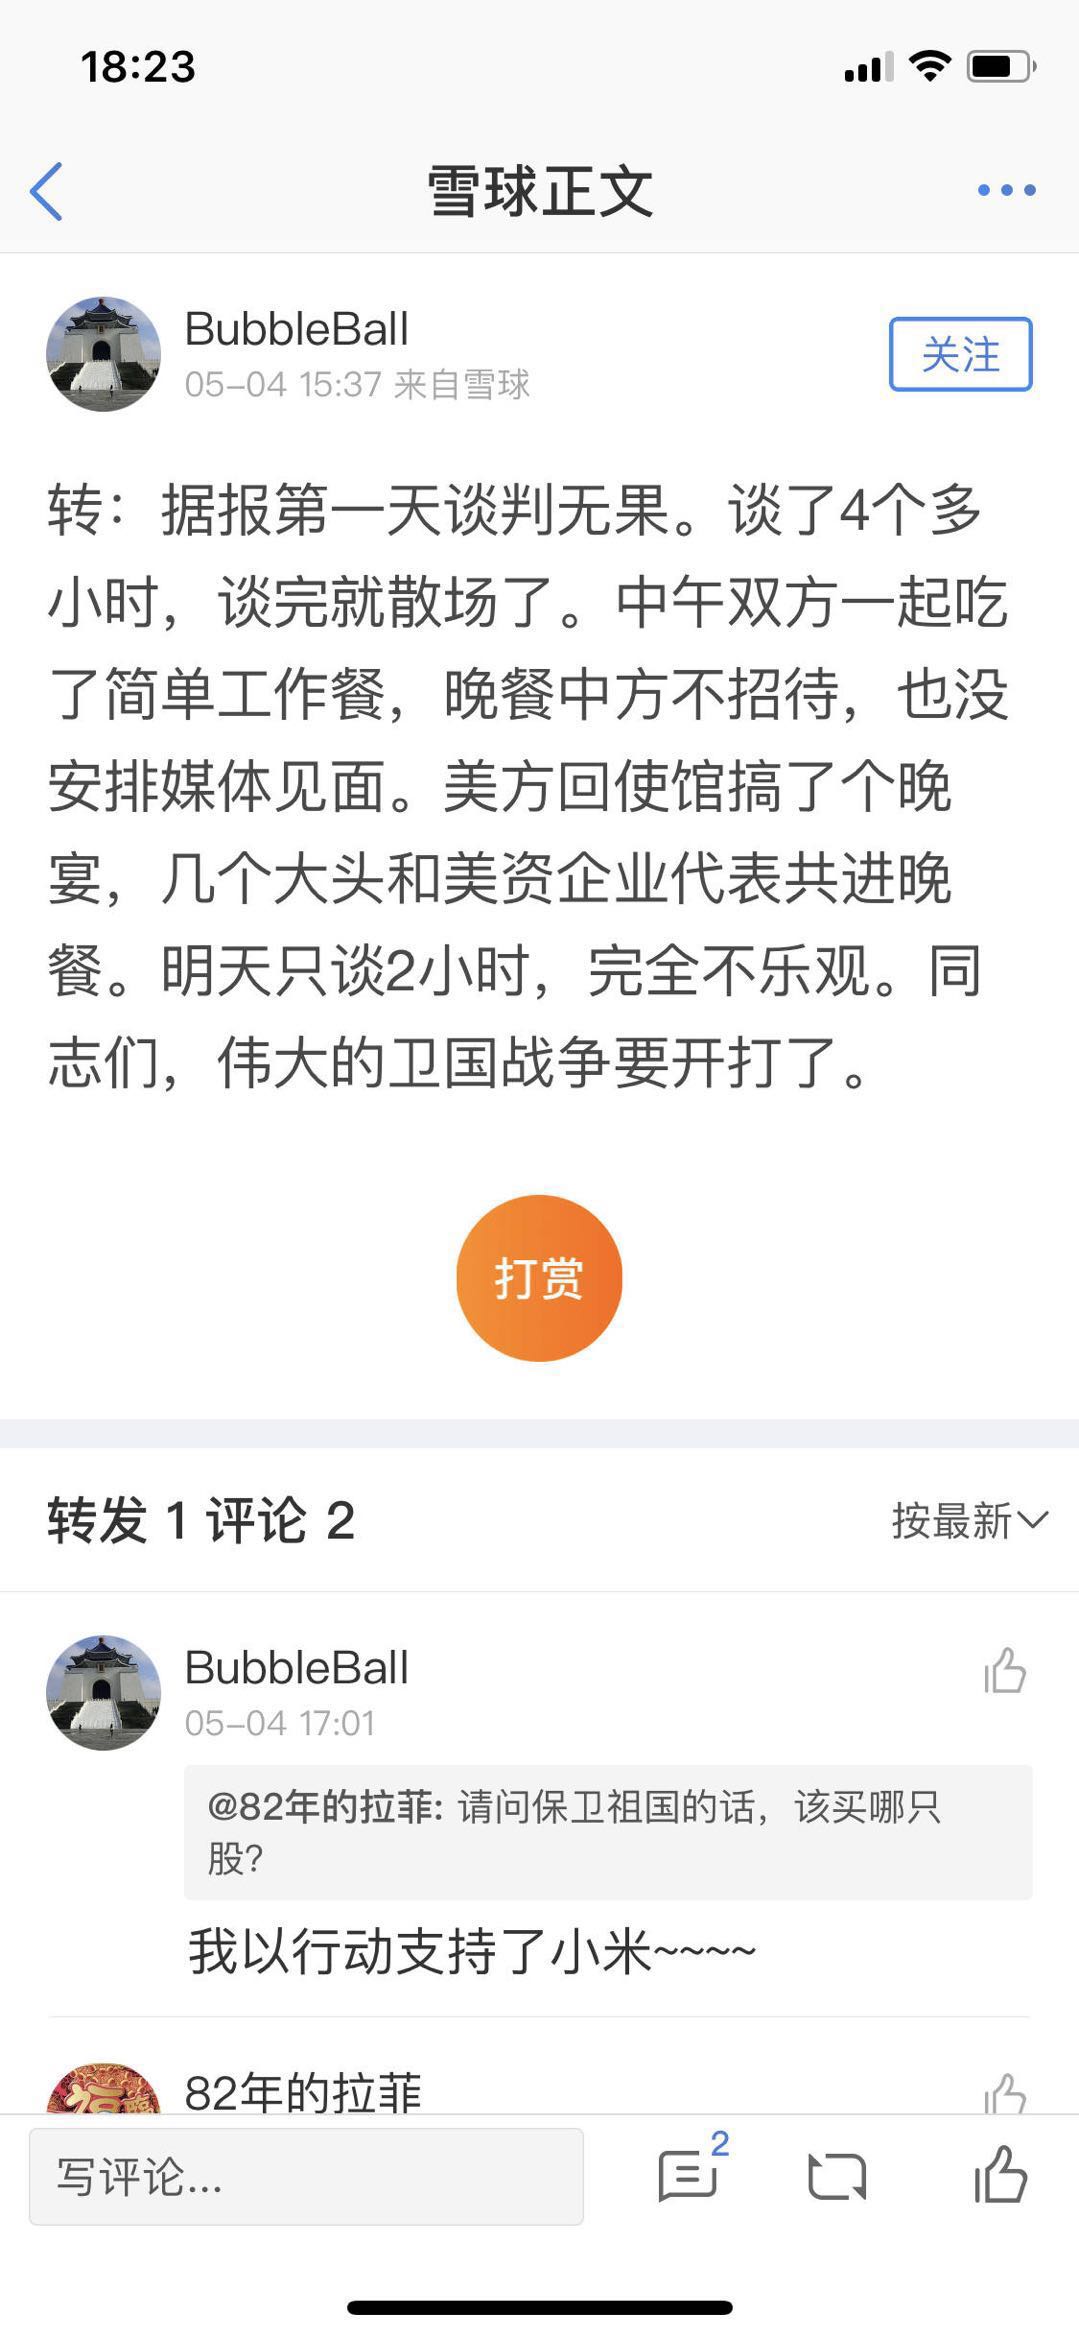 18:23
雪球正文
BubbleBall
05-04 15:37 来自雪球
关注
转：据报第一天谈判无果。谈了4个多
小时，谈完就散场了。中午双方一起吃
了简单工作餐，晚餐中方不招待，也没
安排媒体见面。美方回使馆搞了个晚
宴，几个大头和美资企业代表共进晚
餐。明天只谈2小时，完全不乐观。同
志们，伟大的卫国战争要开打了。
打赏
转发 1 评论 2
按最新
BubbleBall
05-04 17:01
@82年的拉菲: 请问保卫祖国的话，该买哪只
股?
我以行动支持了小米~~~~
福
82年的拉菲
写评论...
2